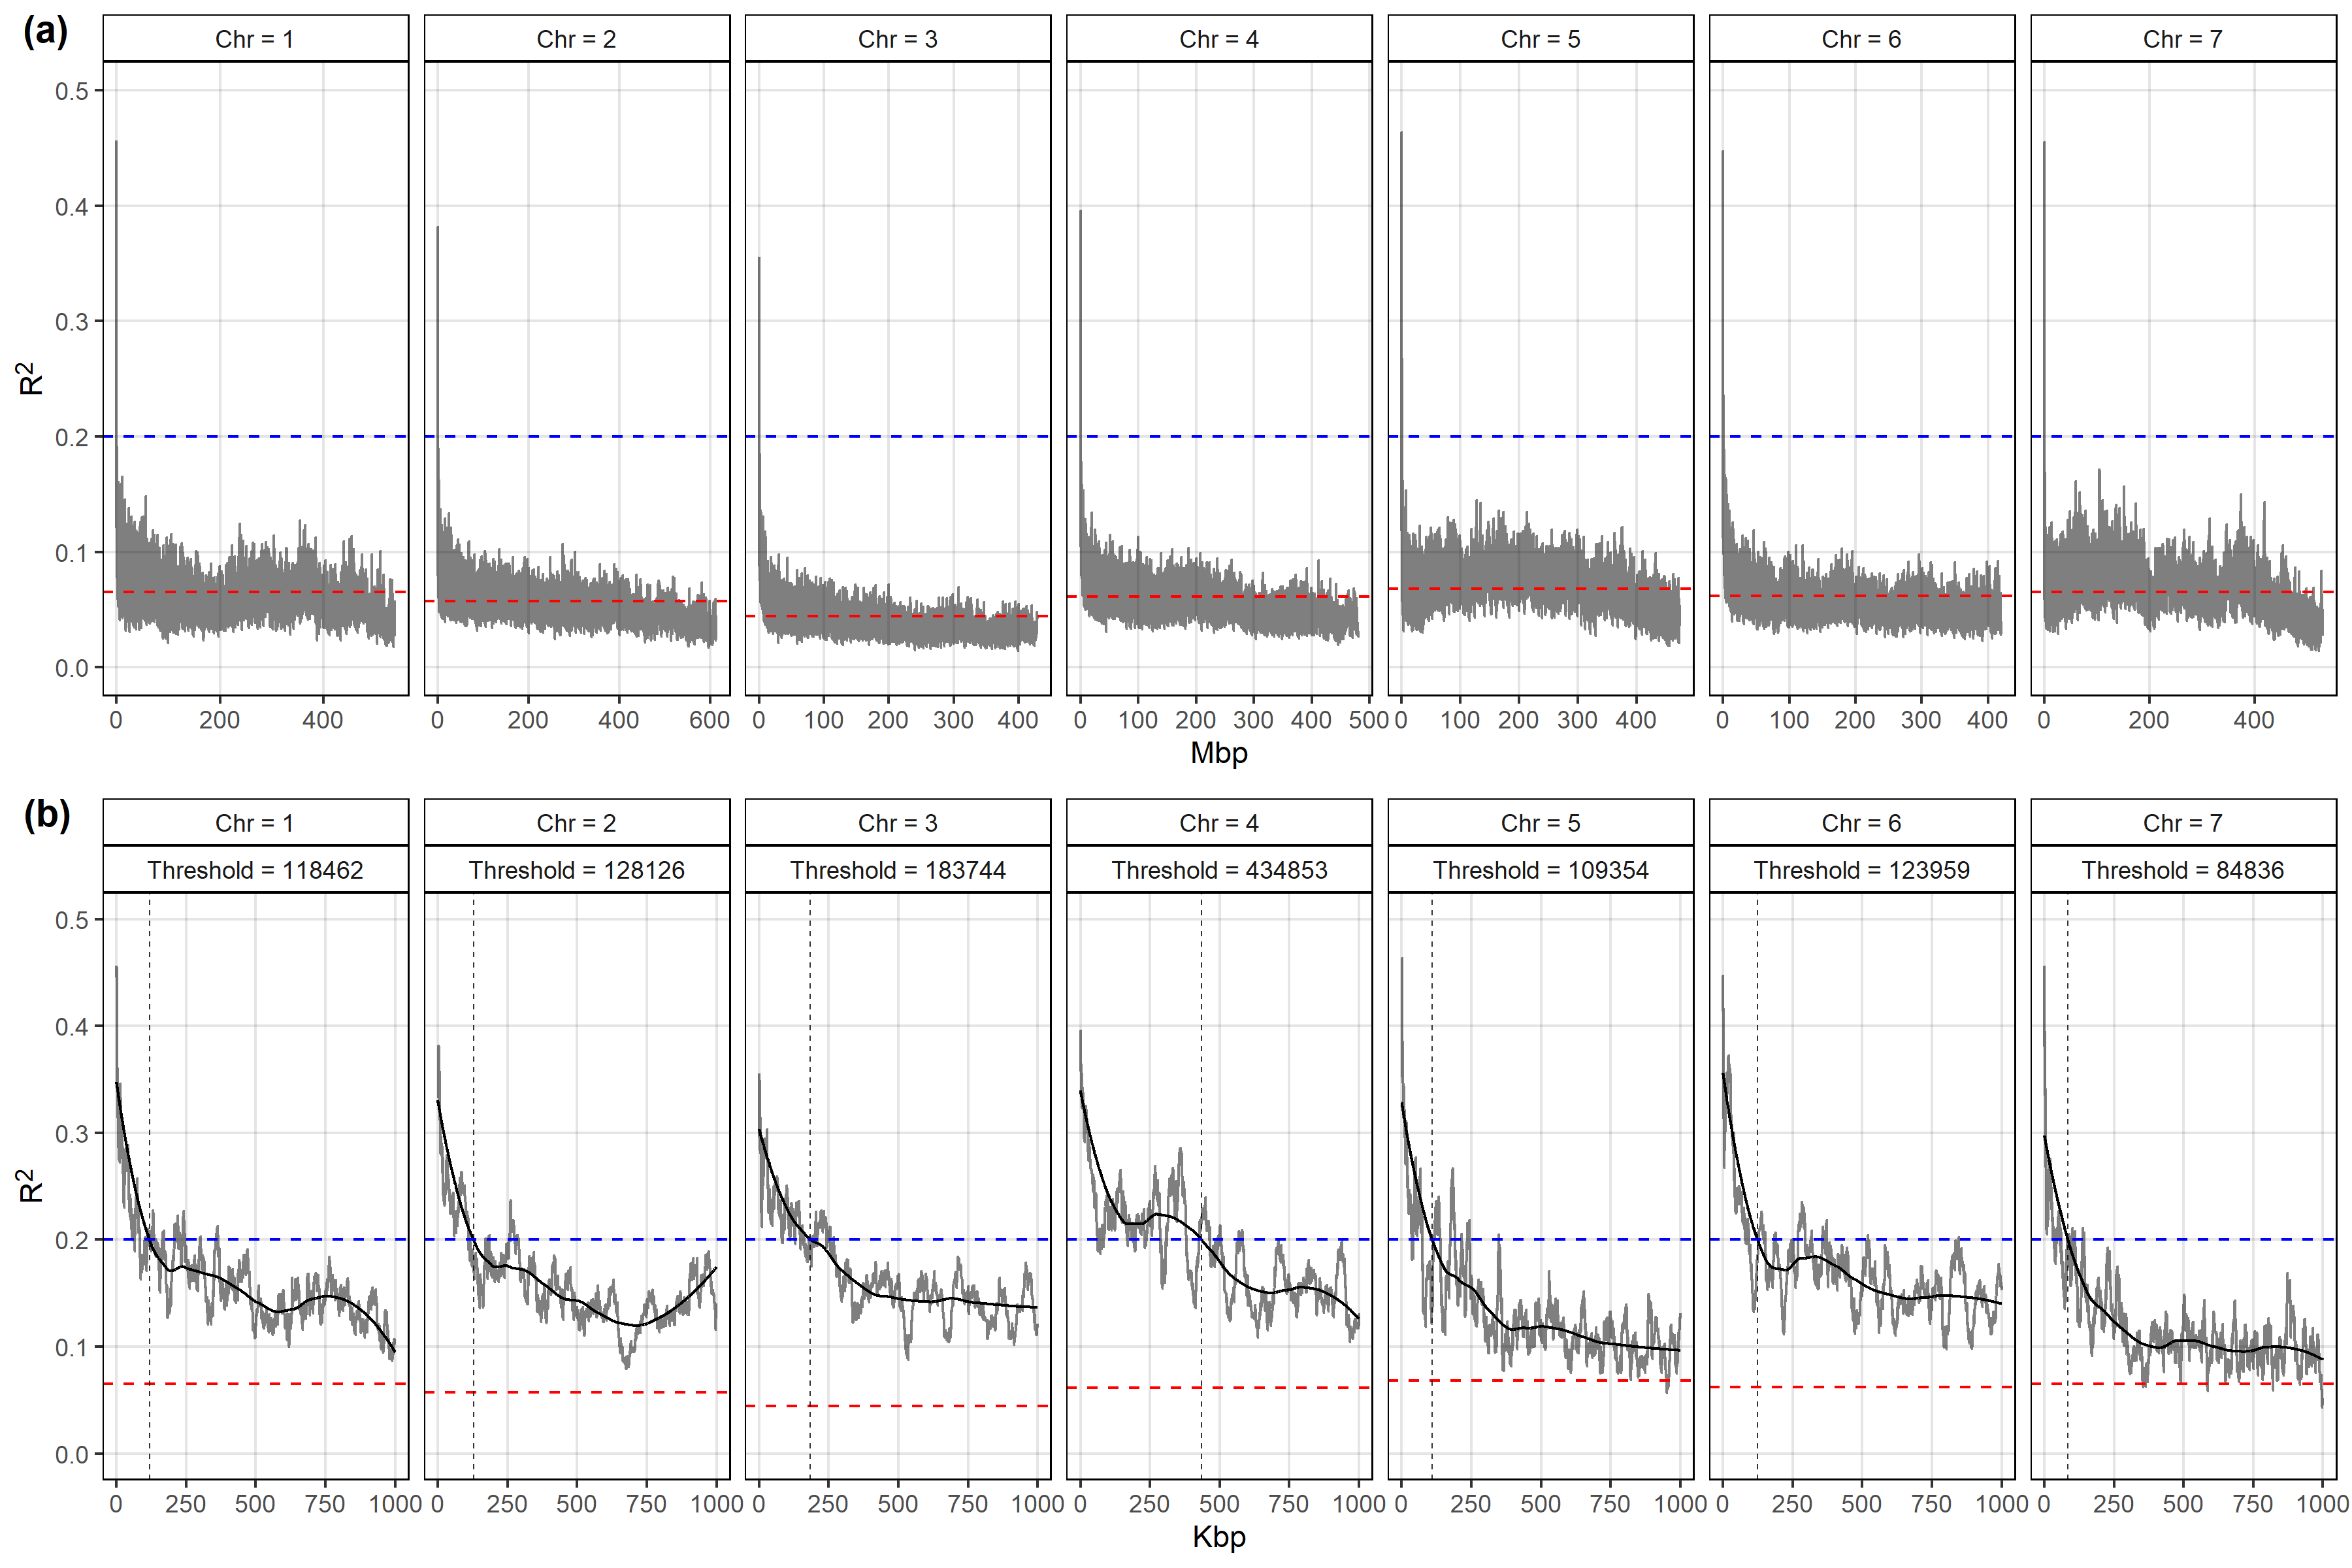 (a)
Chr = 1 Chr = 2 Chr = 3 Chr = 4 Chr = 5 Chr = 6 Chr = 7
0.5
0.4
0.3
0.2
0.1
0.0
R2
0 200 400 0 200 400 600 0 100 200 300 400 0 100 200 300 400 500 0 100 200 300 400 0 100 200 300 400 0 200 400
Mbp
(b)
Chr = 1 Chr = 2 Chr = 3 Chr = 4 Chr = 5 Chr = 6 Chr = 7
Threshold = 118462 Threshold = 128126 Threshold = 183744 Threshold = 434853 Threshold = 109354 Threshold = 123959 Threshold = 84836
0.5
0.4
0.3
0.2
0.1
0.0
R2
0 250 500 750 1000 0 250 500 750 1000 0 250 500 750 1000 0 250 500 750 1000 0 250 500 750 1000 0 250 500 750 1000 0 250 500 750 1000
Kbp